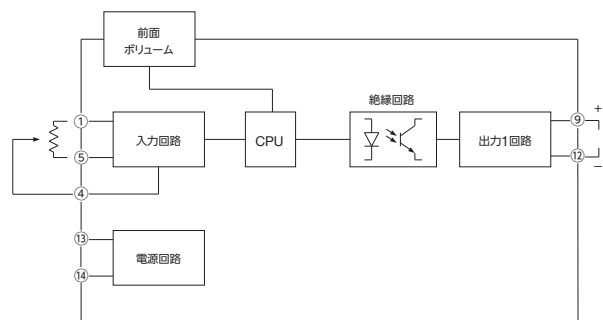 前面
ボリューム
絶縁回路
①
入力回路
CPU
出力1回路
⑨
+
⑤
⑫
−
④
⑬
電源回路
⑭